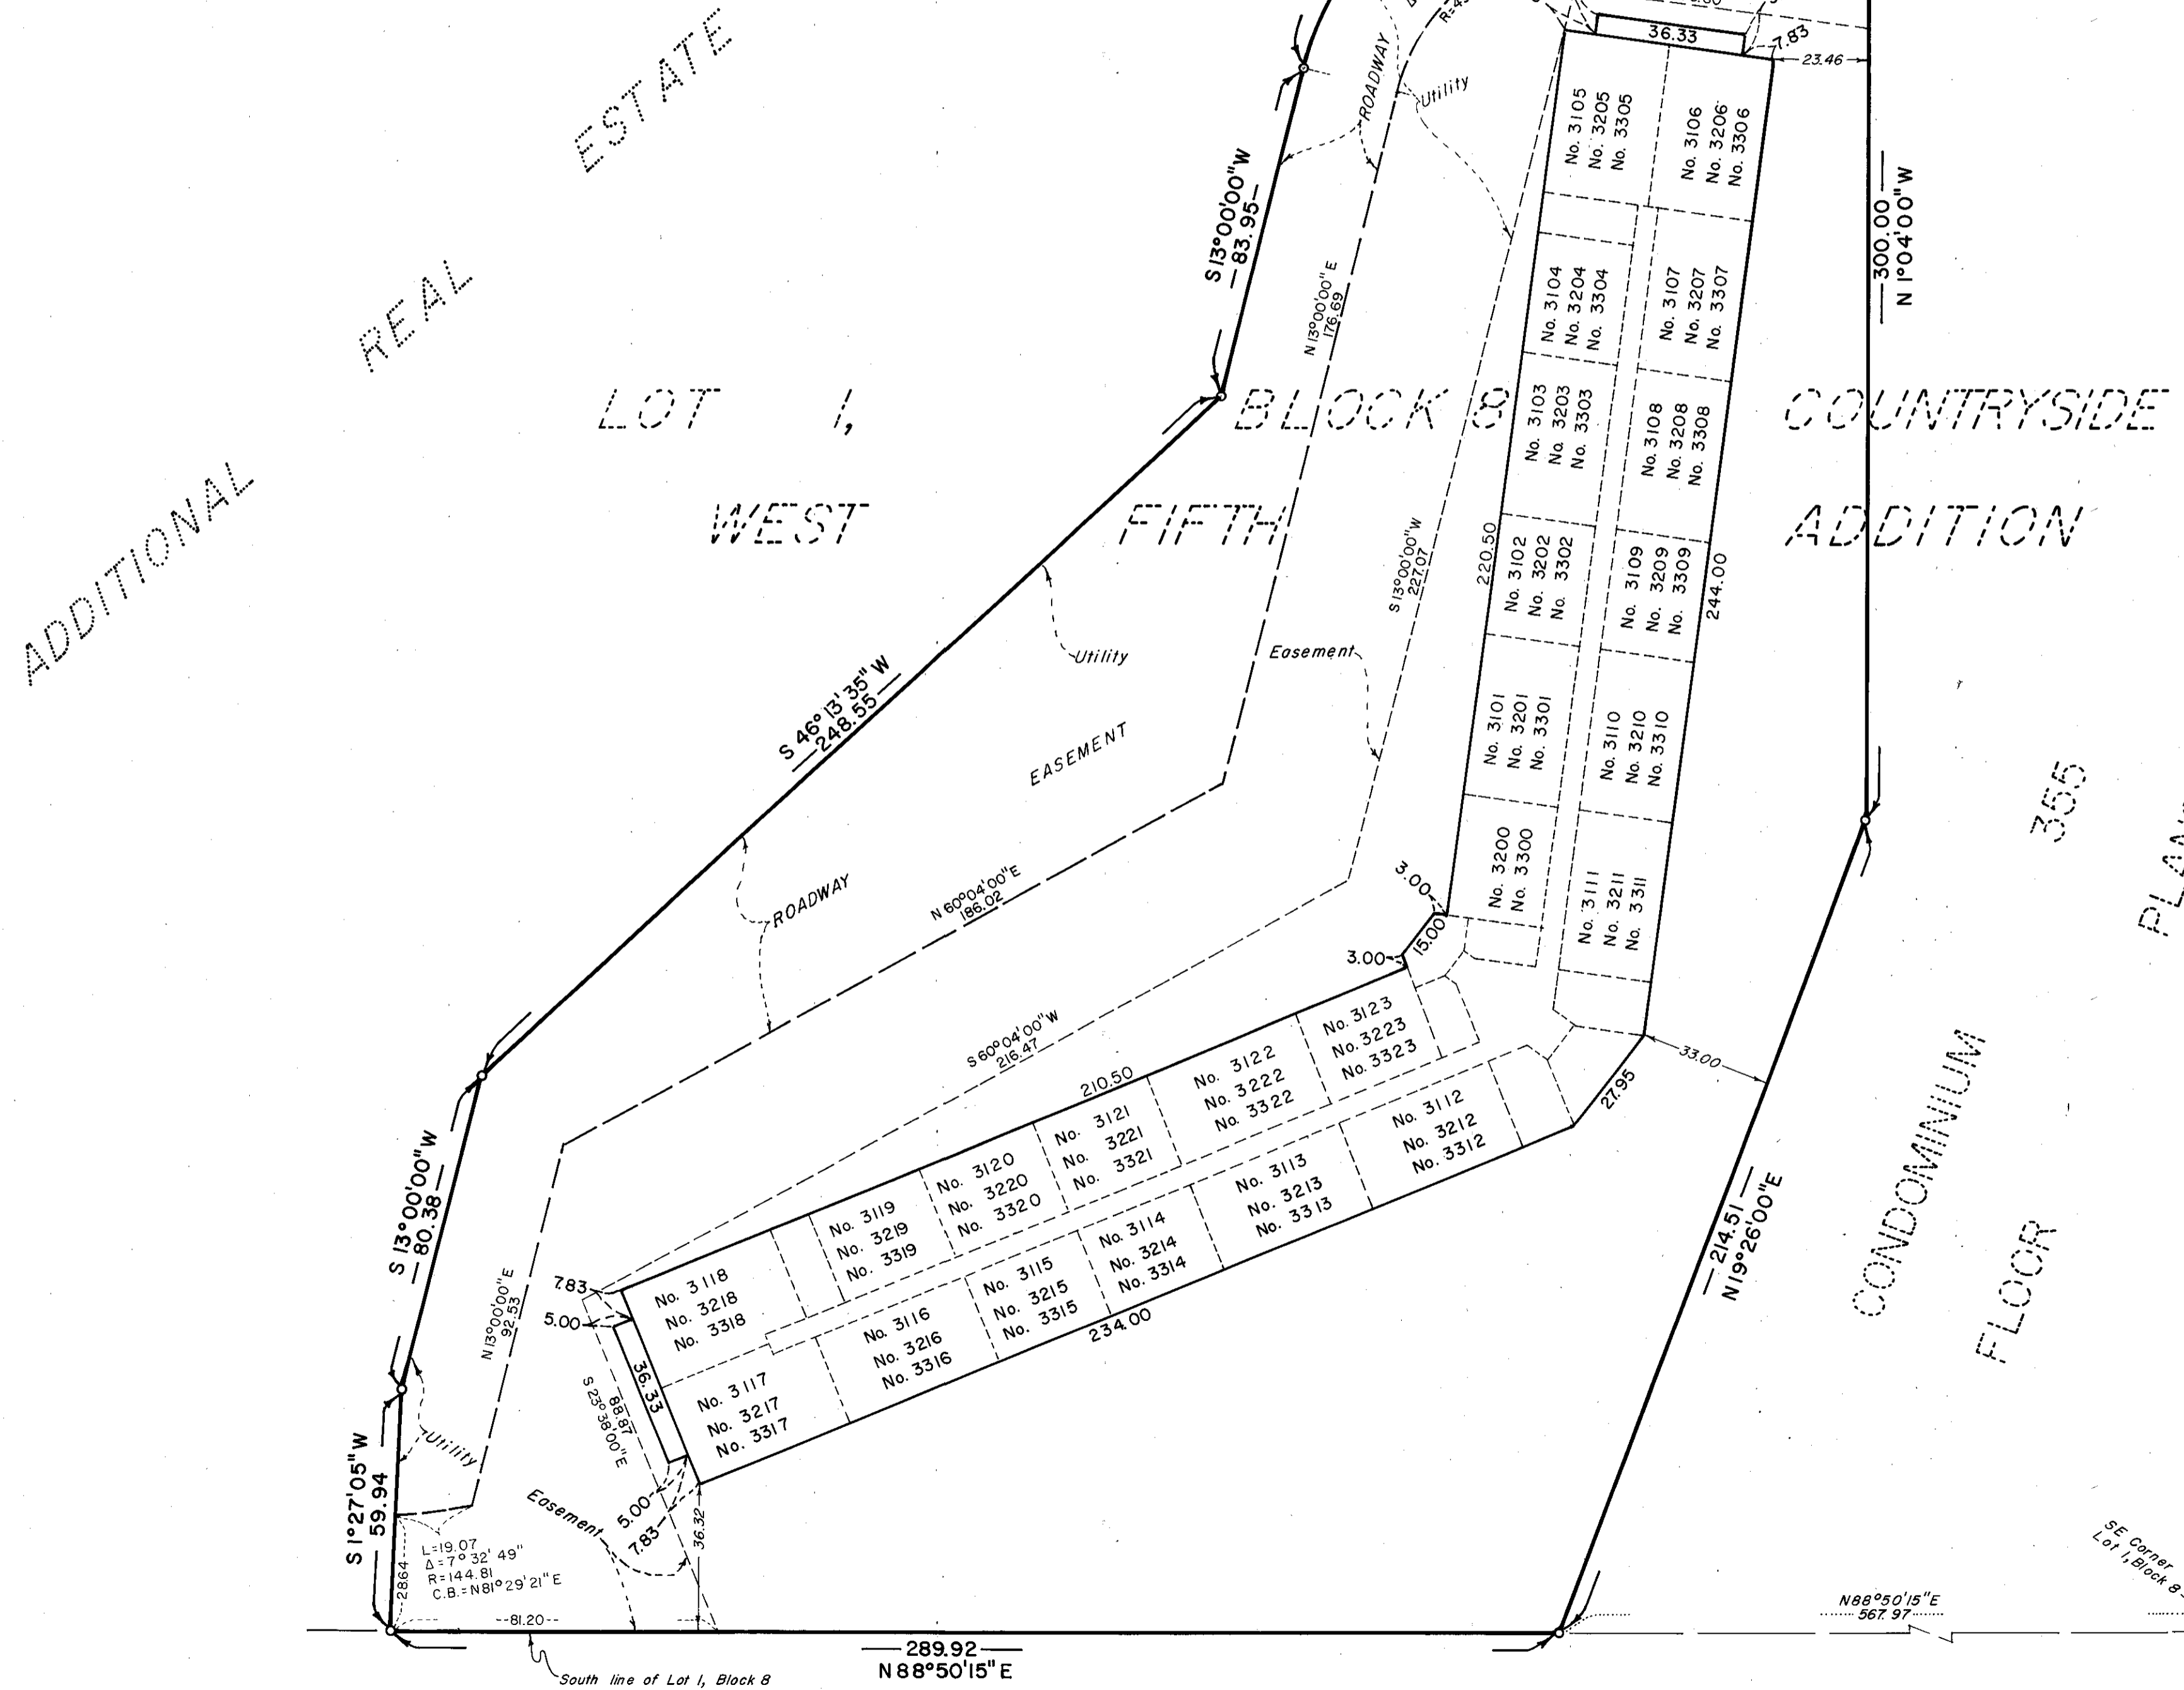 ADDITIONAL
REAL
ESTATE
LOT 1,
BLOCK 8
COUNTRYSIDE
WEST
FIFTH
ADDITION
355
CONDOMINIUM
FLOOR
36.33
7.83
23.46
ROADWAY
Utility
S 13°00'00" W
83.95
N 13°00'00" E
176.69
300.00
N 1°04'00" W
No. 3105
No. 3205
No. 3305
No. 3106
No. 3206
No. 3306
No. 3104
No. 3204
No. 3304
No. 3107
No. 3207
No. 3307
No. 3103
No. 3203
No. 3303
No. 3108
No. 3208
No. 3308
220.50
No. 3102
No. 3202
No. 3302
No. 3109
No. 3209
No. 3309
244.00
S 13°00'00" W
227.07
No. 3101
No. 3201
No. 3301
No. 3110
No. 3210
No. 3310
No. 3200
No. 3300
No. 3111
No. 3211
No. 3311
Utility
Easement
S 46°13'35" W
248.55
EASEMENT
ROADWAY
N 60°04'00" E
186.02
3.00
15.00
3.00
S 60°04'00" W
216.47
210.50
33.00
27.95
No. 3123
No. 3223
No. 3323
No. 3122
No. 3222
No. 3322
No. 3121
No. 3221
No. 3321
No. 3120
No. 3220
No. 3320
No. 3119
No. 3219
No. 3319
No. 3118
No. 3218
No. 3318
No. 3112
No. 3212
No. 3312
No. 3113
No. 3213
No. 3313
No. 3114
No. 3214
No. 3314
No. 3115
No. 3215
No. 3315
No. 3116
No. 3216
No. 3316
No. 3117
No. 3217
No. 3317
234.00
214.51
N 19°26'00" E
S 13°00'00" W
80.38
N 13°00'00" E
92.53
7.83
5.00
36.33
88.87
S 23°38'00" E
Utility
S 1°27'05" W
59.94
Easement
5.00
7.83
36.32
28.64
L=19.07
Δ=7°32'49"
R=144.81
C.B.=N81°29'21"E
81.20
289.92
N 88°50'15" E
South line of Lot 1, Block 8
N88°50'15"E
567.97
SE Corner
Lot 1, Block 8